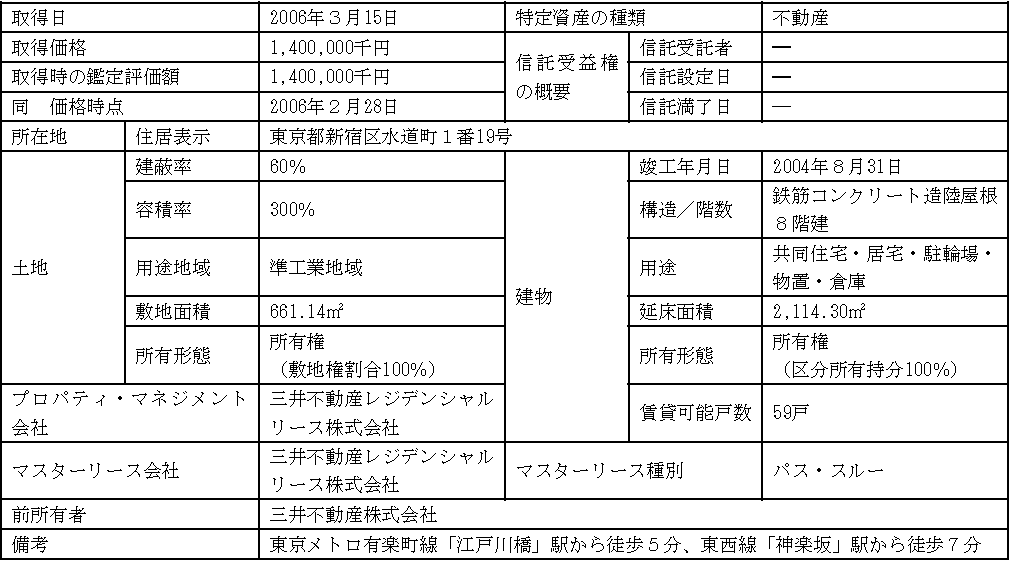 取得日 2006年３月15日 特定資産の種類 不動産
取得価格 1,400,000千円 信託受益権の概要 信託受託者 ―
取得時の鑑定評価額 1,400,000千円 信託設定日 ―
同　価格時点 2006年２月28日 信託満了日 ―
所在地 住居表示 東京都新宿区水道町１番19号
土地 建蔽率 60% 建物 竣工年月日 2004年８月31日
容積率 300% 構造／階数 鉄筋コンクリート造陸屋根
８階建
用途地域 準工業地域 用途 共同住宅・居宅・駐輪場・
物置・倉庫
敷地面積 661.14㎡ 延床面積 2,114.30㎡
所有形態 所有権
（敷地権割合100%）
所有形態 所有権
（区分所有持分100%）
プロパティ・マネジメント
会社
三井不動産レジデンシャル
リース株式会社
賃貸可能戸数 59戸
マスターリース会社 三井不動産レジデンシャル
リース株式会社
マスターリース種別 パス・スルー
前所有者 三井不動産株式会社
備考 東京メトロ有楽町線「江戸川橋」駅から徒歩５分、東西線「神楽坂」駅から徒歩７分